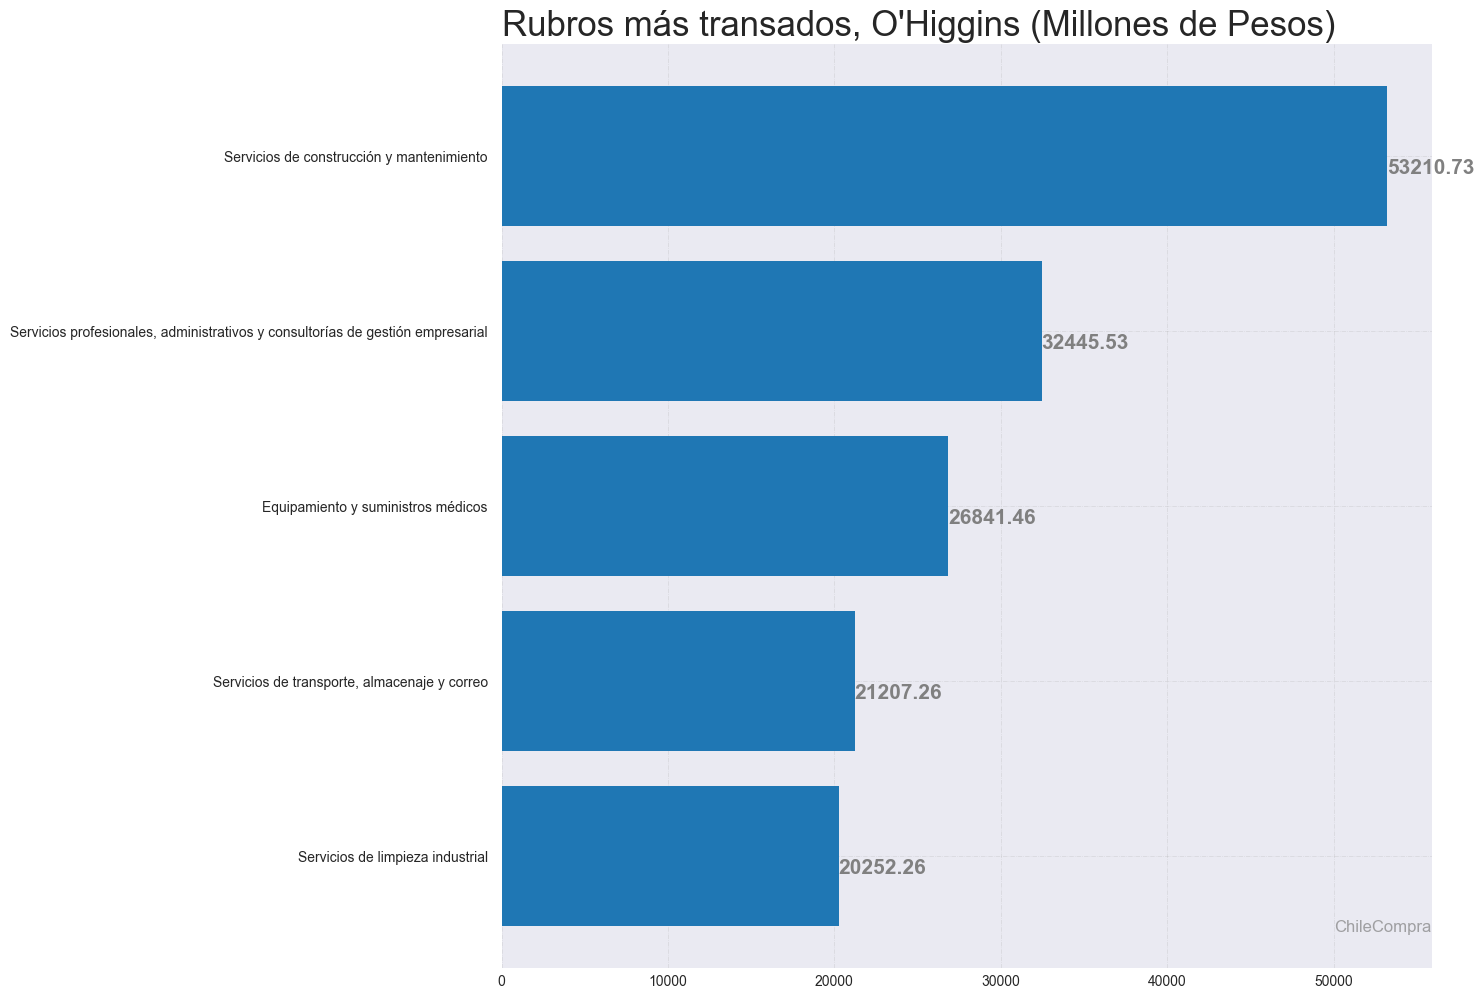 Rubros más transados, O'Higgins (Millones de Pesos)
Servicios de construcción y mantenimiento
53210.73
Servicios profesionales, administrativos y consultorías de gestión empresarial
32445.53
Equipamiento y suministros médicos
26841.46
Servicios de transporte, almacenaje y correo
21207.26
Servicios de limpieza industrial
20252.26
ChileCompra
0 10000 20000 30000 40000 50000